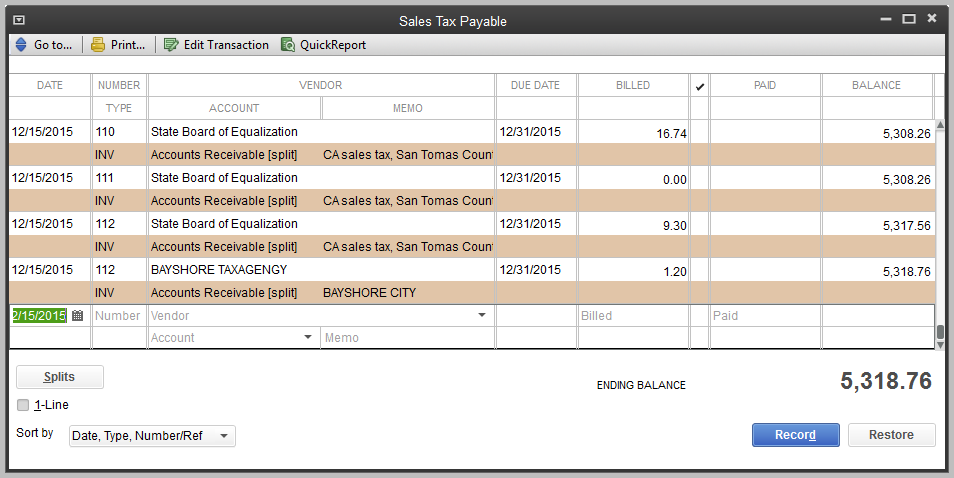 Sales Tax Payable
Go to... Print... Edit Transaction QuickReport
DATE NUMBER VENDOR DUE DATE BILLED ✓ PAID BALANCE
TYPE ACCOUNT MEMO
12/15/2015 110 State Board of Equalization 12/31/2015 16.74 5,308.26
INV Accounts Receivable [split] CA sales tax, San Tomas Coun
12/15/2015 111 State Board of Equalization 12/31/2015 0.00 5,308.26
INV Accounts Receivable [split] CA sales tax, San Tomas Coun
12/15/2015 112 State Board of Equalization 12/31/2015 9.30 5,317.56
INV Accounts Receivable [split] CA sales tax, San Tomas Coun
12/15/2015 112 BAYSHORE TAXAGENGY 12/31/2015 1.20 5,318.76
INV Accounts Receivable [split] BAYSHORE CITY
2/15/2015 Number Vendor Billed Paid
Account Memo
Splits
ENDING BALANCE 5,318.76
1-Line
Sort by Date, Type, Number/Ref
Record Restore